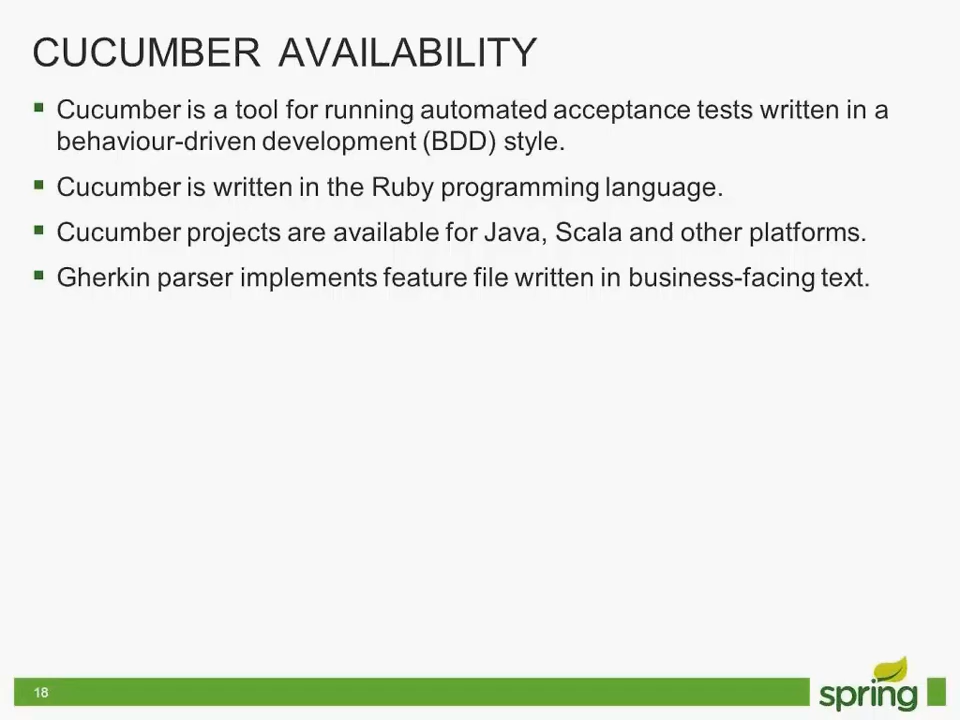 CUCUMBER AVAILABILITY
▪ Cucumber is a tool for running automated acceptance tests written in a
behaviour-driven development (BDD) style.
▪ Cucumber is written in the Ruby programming language.
▪ Cucumber projects are available for Java, Scala and other platforms.
▪ Gherkin parser implements feature file written in business-facing text.
18
spring